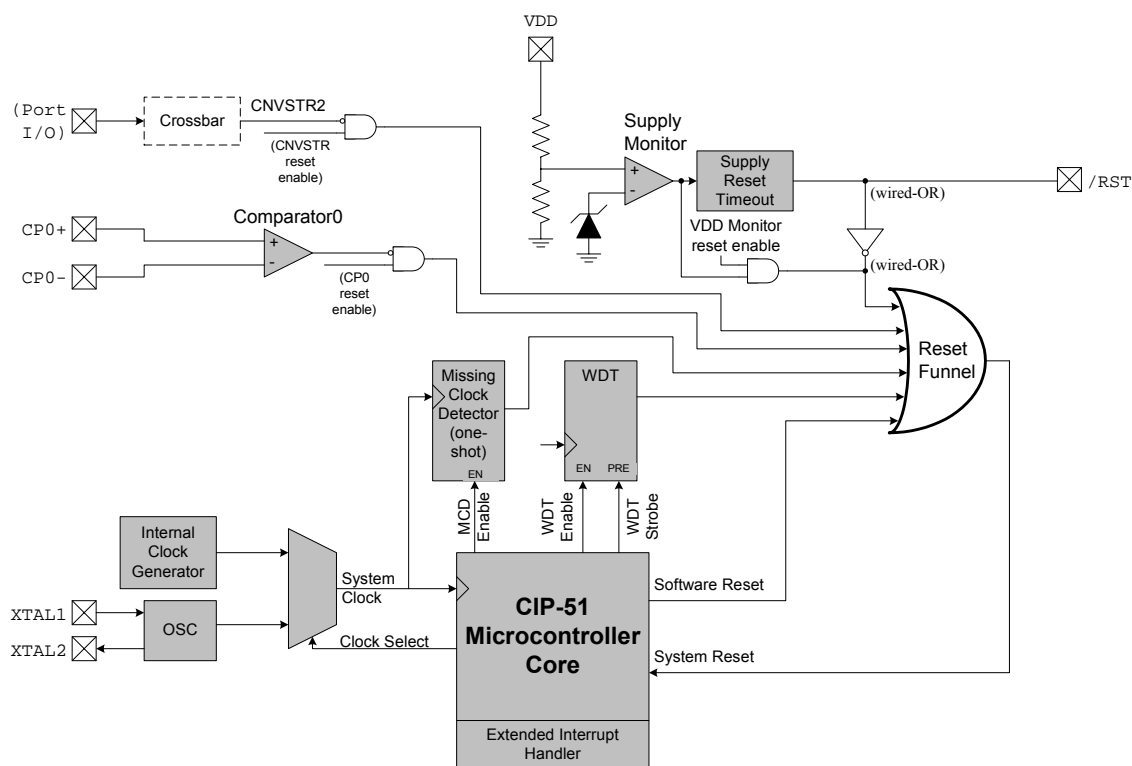 VDD
(Port
I/O)
Crossbar
CNVSTR2
(CNVSTR
reset
enable)
Supply
Monitor
+
-
Supply
Reset
Timeout
(wired-OR)
/RST
VDD Monitor
reset enable
(wired-OR)
CP0+
CP0-
Comparator0
+
-
(CP0
reset
enable)
Reset
Funnel
Missing
Clock
Detector
(one-
shot)
EN
WDT
EN
PRE
MCD
Enable
WDT
Enable
WDT
Strobe
Internal
Clock
Generator
System
Clock
XTAL1
XTAL2
OSC
Clock Select
CIP-51
Microcontroller
Core
Software Reset
System Reset
Extended Interrupt
Handler